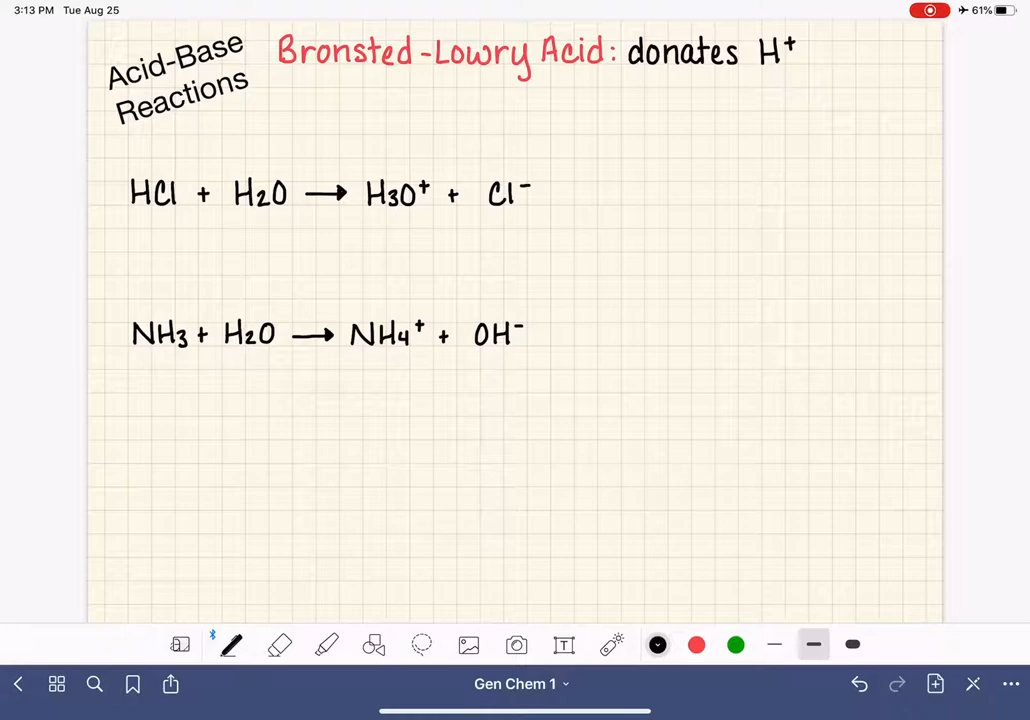 3:13 PM Tue Aug 25
61%
Acid-Base
Reactions
Bronsted-Lowry Acid: donates H⁺
HCl + H2O → H3O⁺ + Cl⁻
NH3 + H2O → NH4⁺ + OH⁻
T
Gen Chem 1